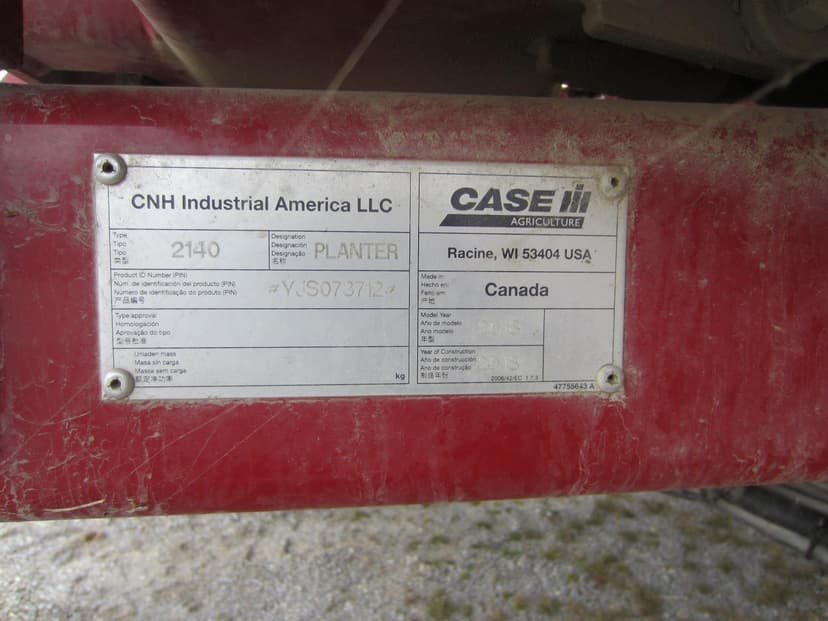 CNH Industrial America LLC
Type
Tipo
Tipo
类型
2140
Designation
Designación
Designação
名称
PLANTER
Product ID Number (PIN)
Núm. de identificación del producto (PIN)
Número de identificação do produto (PIN)
产品编号
*YJS073712*
Type approval
Homologación
Aprovação do tipo
型号批准
Unladen mass
Masa sin carga
Massa sem carga
额定净功率
kg
CASE IH
AGRICULTURE
Racine, WI 53404 USA
Made in
Hecho en
Feito em
产地
Canada
Model Year
Año de modelo
Ano modelo
年型
Year of Construction
Año de construcción
Ano de construção
制造年份
2006/42/EC 1.7.3
47755643 A